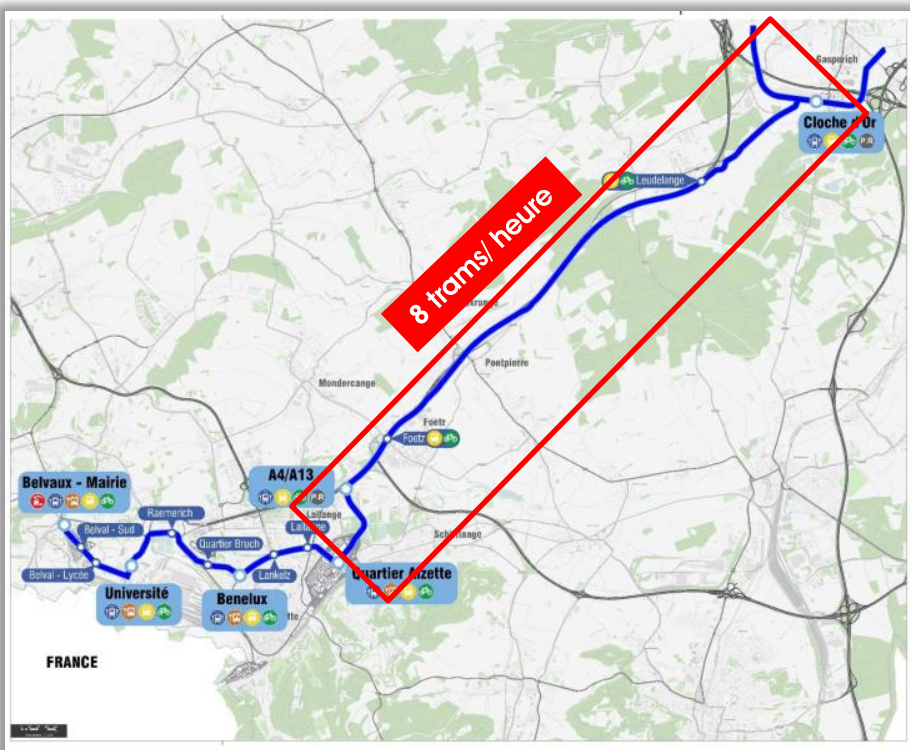 Gasperich
Cloche d'Or
P+R
Leudelange
8 trams/ heure
Pontpierre
Mondercange
Foetz
Foetz
A4/A13
P+R
Belvaux - Mairie
Raemerich
Belval - Sud
Quartier Bruch
Lallange
Schifflange
Belval - Lycée
Lankelz
Quartier Alzette
Université
Benelux
FRANCE